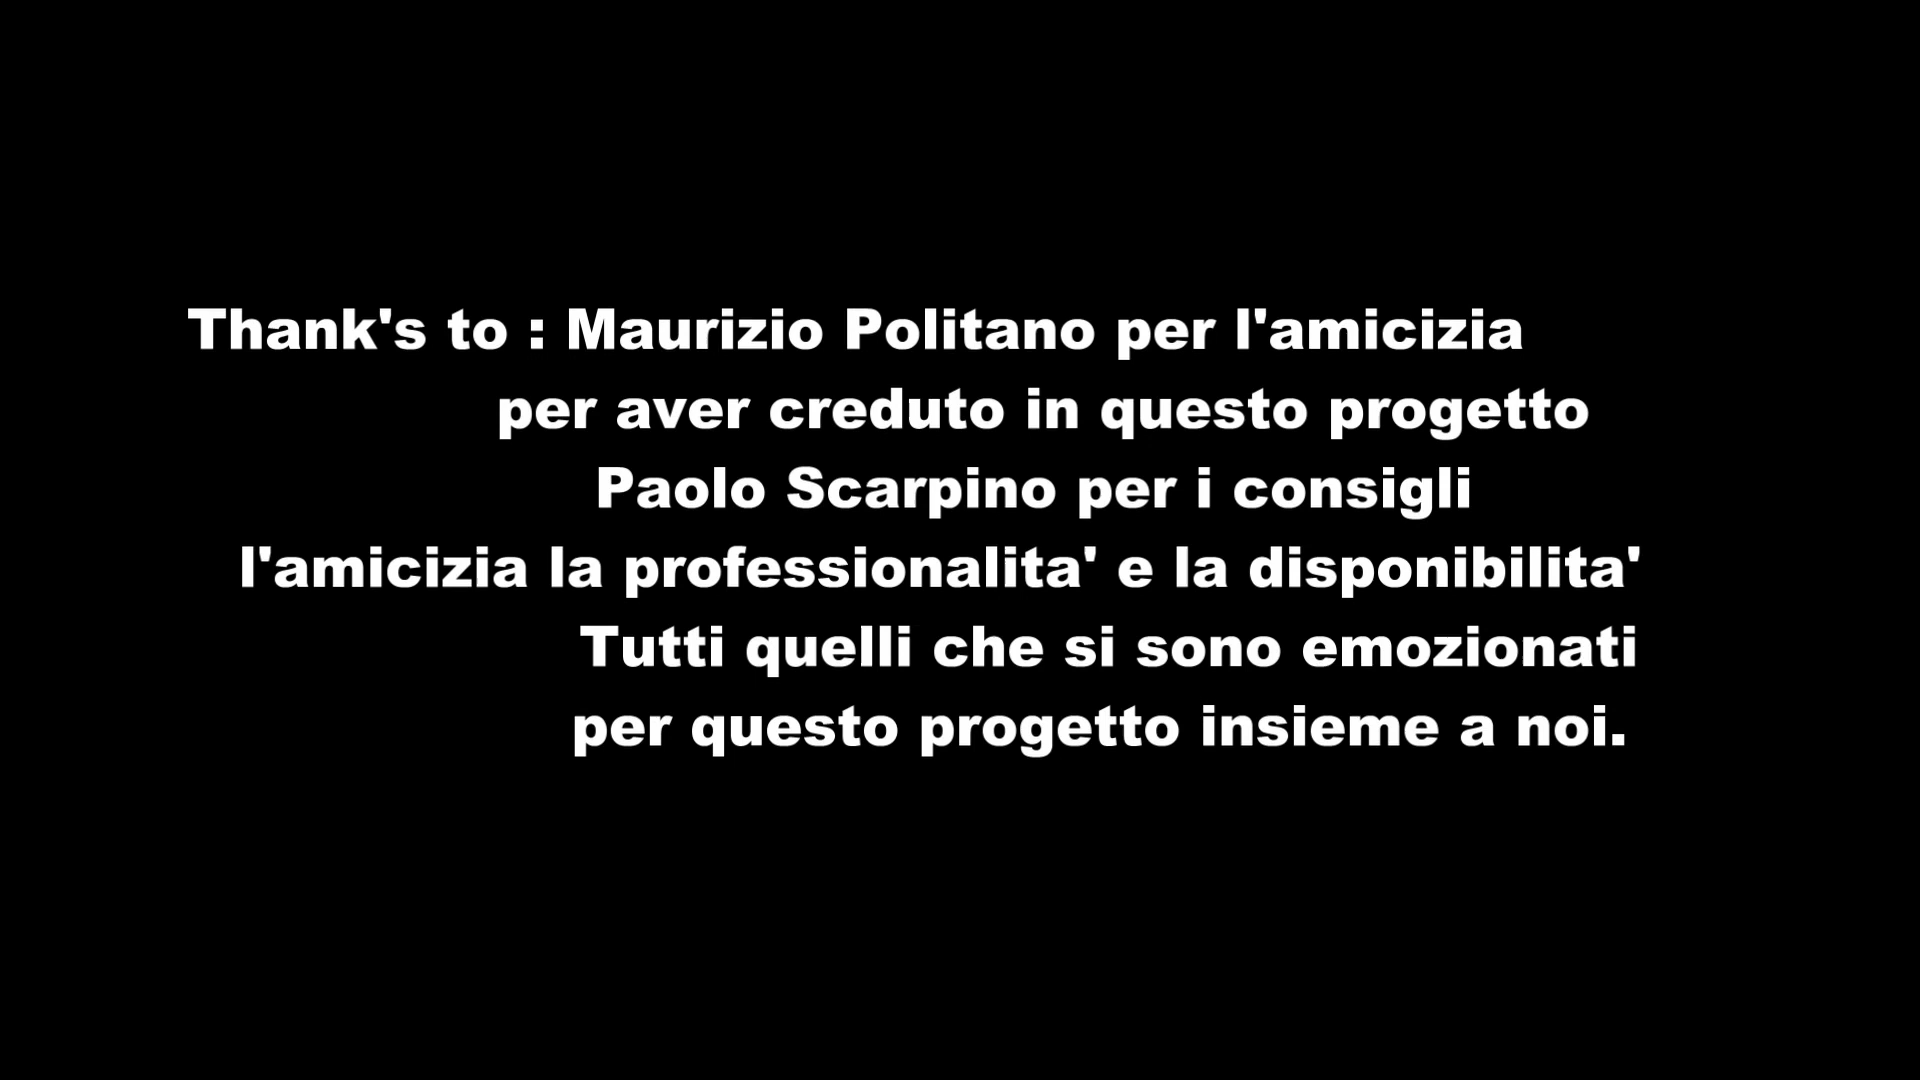 Thank's to : Maurizio Politano per l'amicizia
per aver creduto in questo progetto
Paolo Scarpino per i consigli
l'amicizia la professionalita' e la disponibilita'
Tutti quelli che si sono emozionati
per questo progetto insieme a noi.